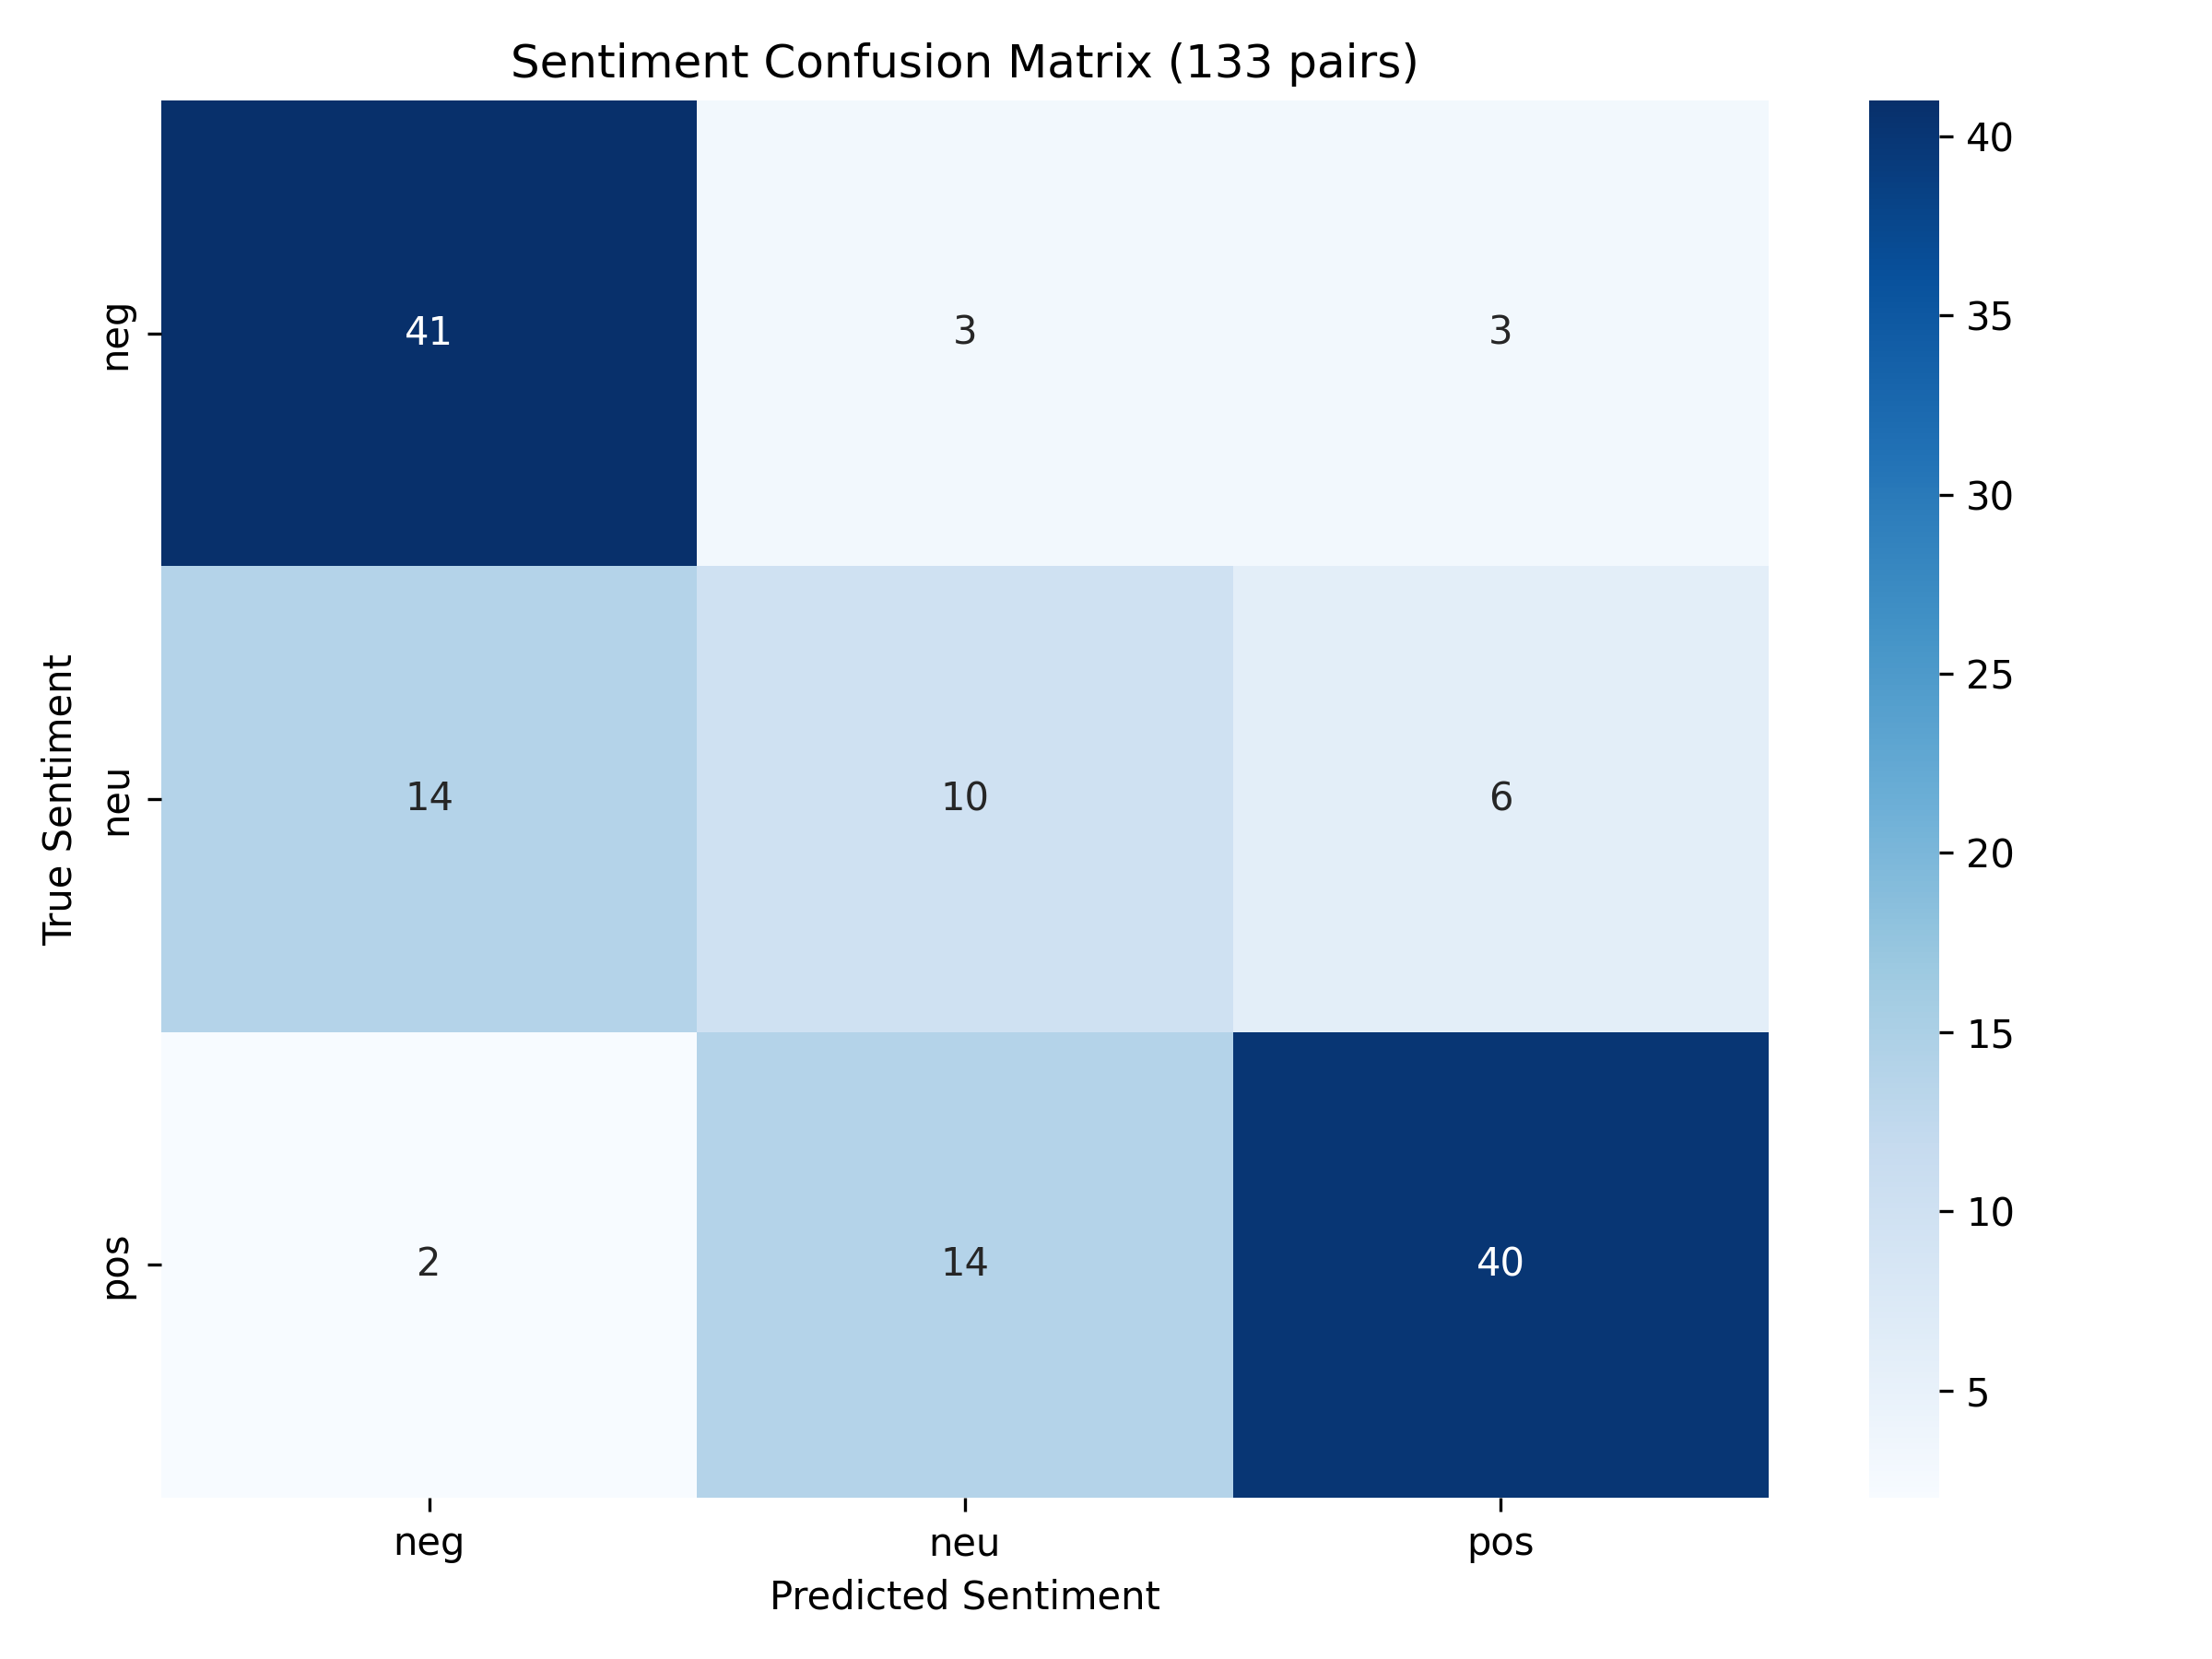 Sentiment Confusion Matrix (133 pairs)
True Sentiment
neg
41 3 3
neu
14 10 6
pos
2 14 40
neg neu pos
Predicted Sentiment
40
35
30
25
20
15
10
5